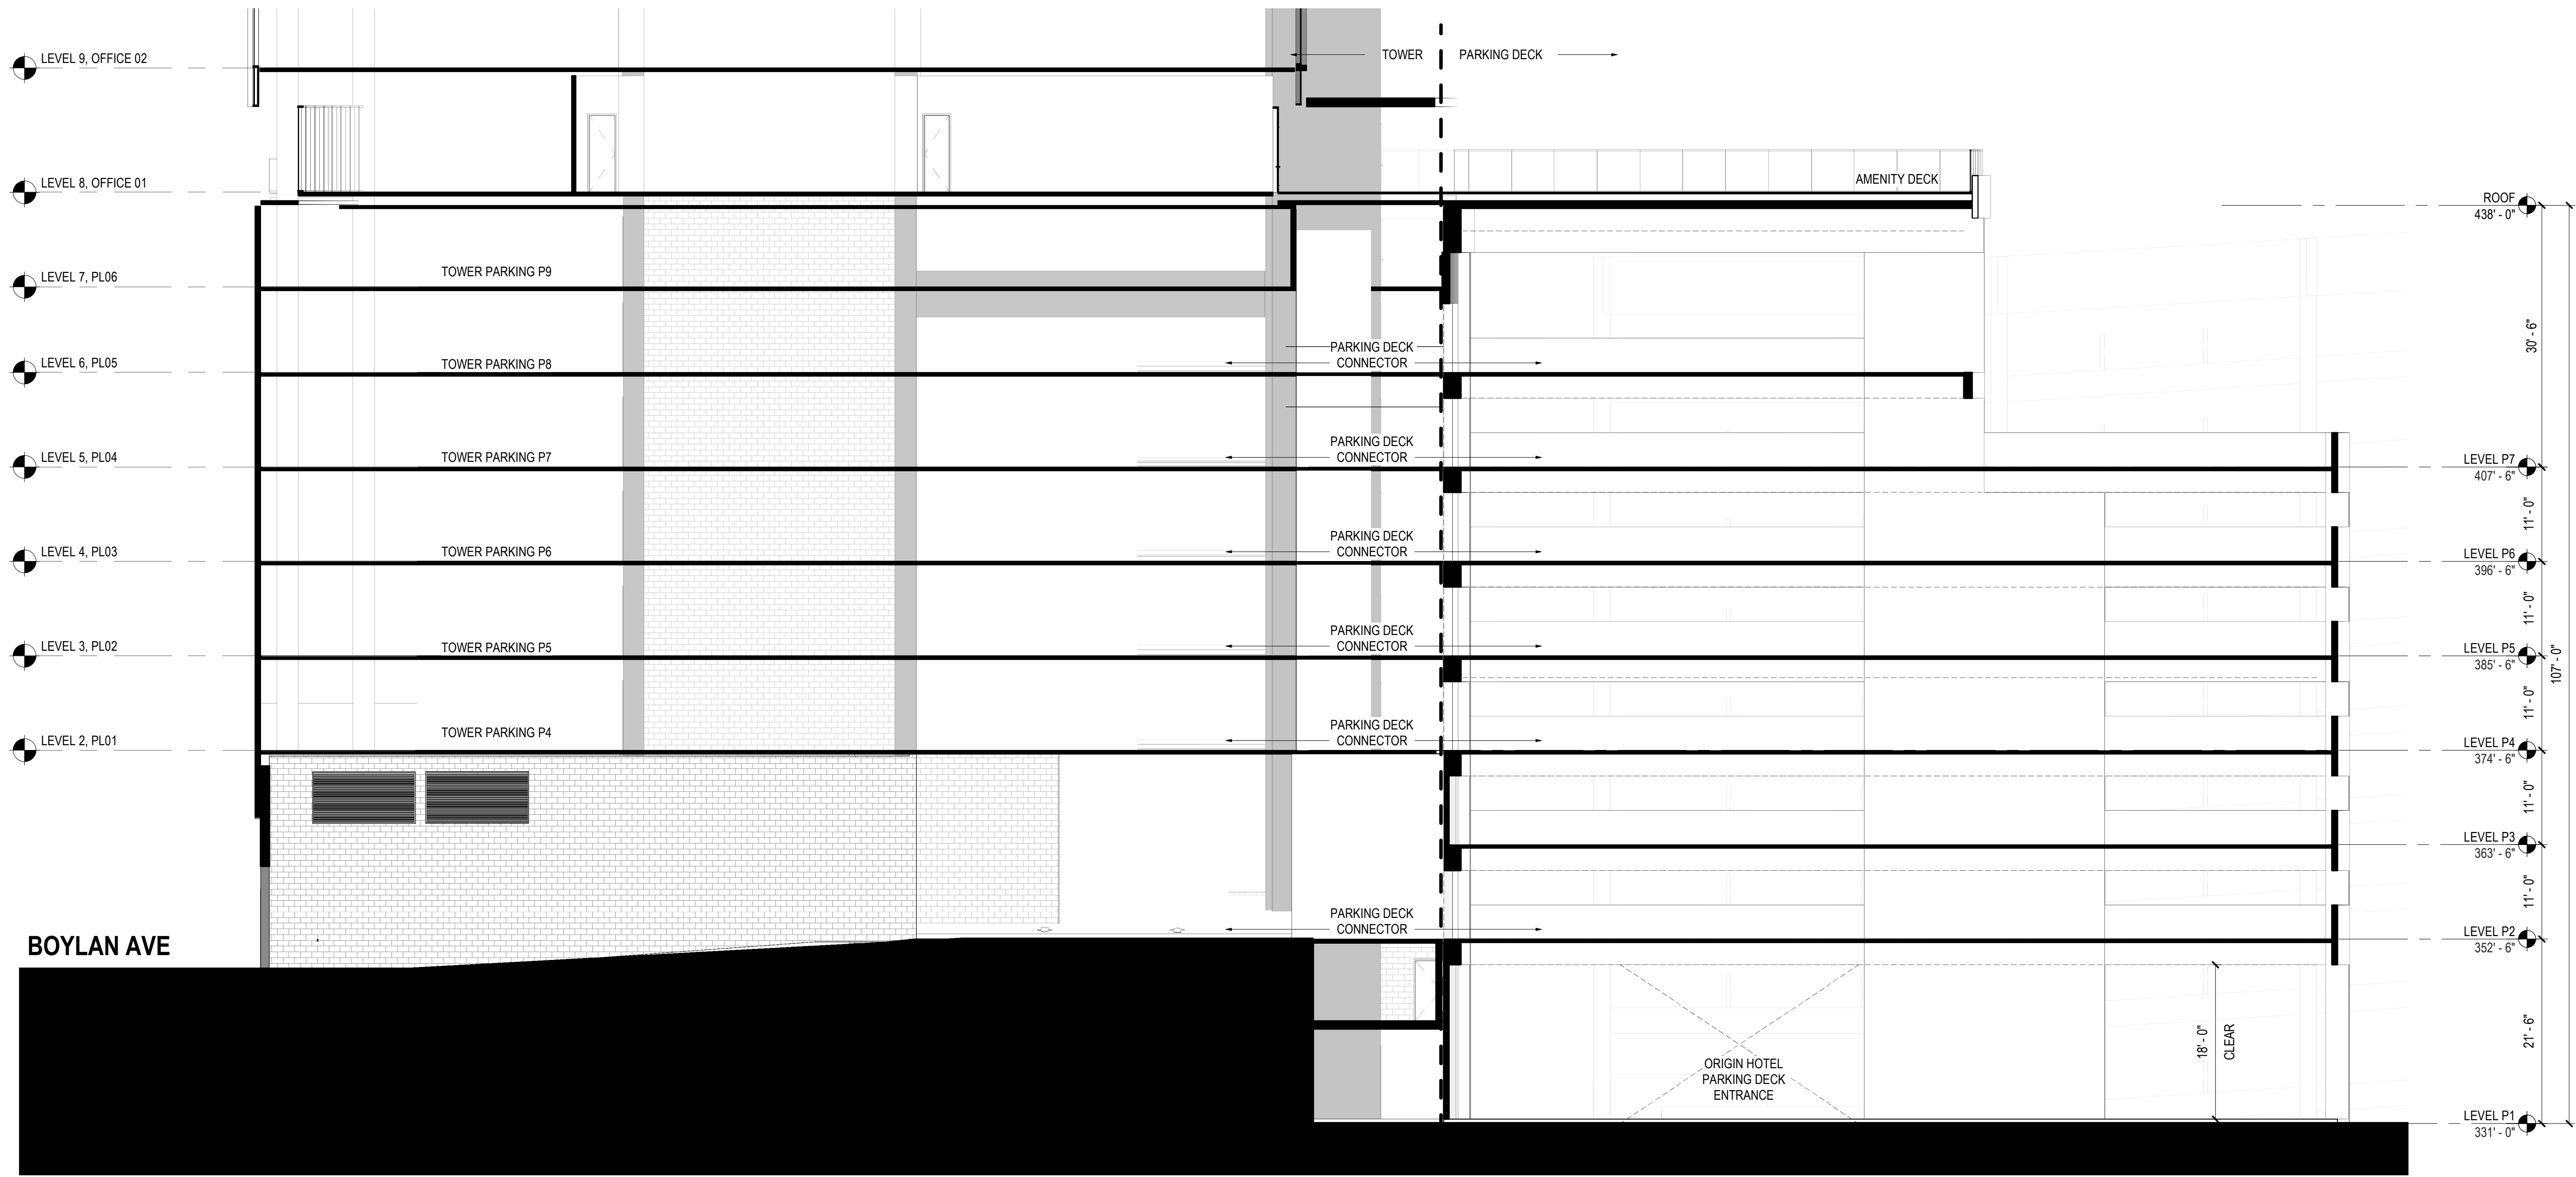 LEVEL 9, OFFICE 02
TOWER
PARKING DECK
LEVEL 8, OFFICE 01
AMENITY DECK
ROOF
438' - 0"
LEVEL 7, PL06
TOWER PARKING P9
30' - 6"
LEVEL 6, PL05
TOWER PARKING P8
PARKING DECK
CONNECTOR
LEVEL 5, PL04
TOWER PARKING P7
PARKING DECK
CONNECTOR
LEVEL P7
407' - 6"
11' - 0"
LEVEL 4, PL03
TOWER PARKING P6
PARKING DECK
CONNECTOR
LEVEL P6
396' - 6"
11' - 0"
LEVEL 3, PL02
TOWER PARKING P5
PARKING DECK
CONNECTOR
LEVEL P5
385' - 6"
107' - 0"
11' - 0"
LEVEL 2, PL01
TOWER PARKING P4
PARKING DECK
CONNECTOR
LEVEL P4
374' - 6"
11' - 0"
LEVEL P3
363' - 6"
11' - 0"
BOYLAN AVE
PARKING DECK
CONNECTOR
LEVEL P2
352' - 6"
18' - 0"
CLEAR
21' - 6"
ORIGIN HOTEL
PARKING DECK
ENTRANCE
LEVEL P1
331' - 0"